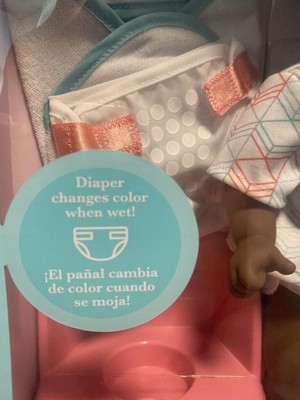 Diaper
changes color
when wet!
¡El pañal cambia
de color cuando
se moja!